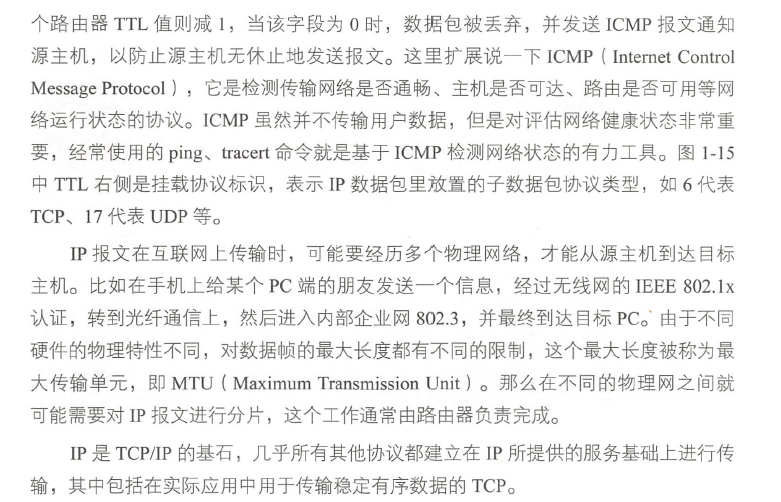 个路由器 TTL 值则减 1，当该字段为 0 时，数据包被丢弃，并发送 ICMP 报文通知
源主机，以防止源主机无休止地发送报文。这里扩展说一下 ICMP（Internet Control
Message Protocol），它是检测传输网络是否通畅、主机是否可达、路由是否可用等网
络运行状态的协议。ICMP 虽然并不传输用户数据，但是对评估网络健康状态非常重
要，经常使用的 ping、tracert 命令就是基于 ICMP 检测网络状态的有力工具。图 1-15
中 TTL 右侧是挂载协议标识，表示 IP 数据包里放置的子数据包协议类型，如 6 代表
TCP、17 代表 UDP 等。
IP 报文在互联网上传输时，可能要经历多个物理网络，才能从源主机到达目标
主机。比如在手机上给某个 PC 端的朋友发送一个信息，经过无线网的 IEEE 802.1x
认证，转到光纤通信上，然后进入内部企业网 802.3，并最终到达目标 PC。由于不同
硬件的物理特性不同，对数据帧的最大长度都有不同的限制，这个最大长度被称为最
大传输单元，即 MTU（Maximum Transmission Unit）。那么在不同的物理网之间就
可能需要对 IP 报文进行分片，这个工作通常由路由器负责完成。
IP 是 TCP/IP 的基石，几乎所有其他协议都建立在 IP 所提供的服务基础上进行传
输，其中包括在实际应用中用于传输稳定有序数据的 TCP。